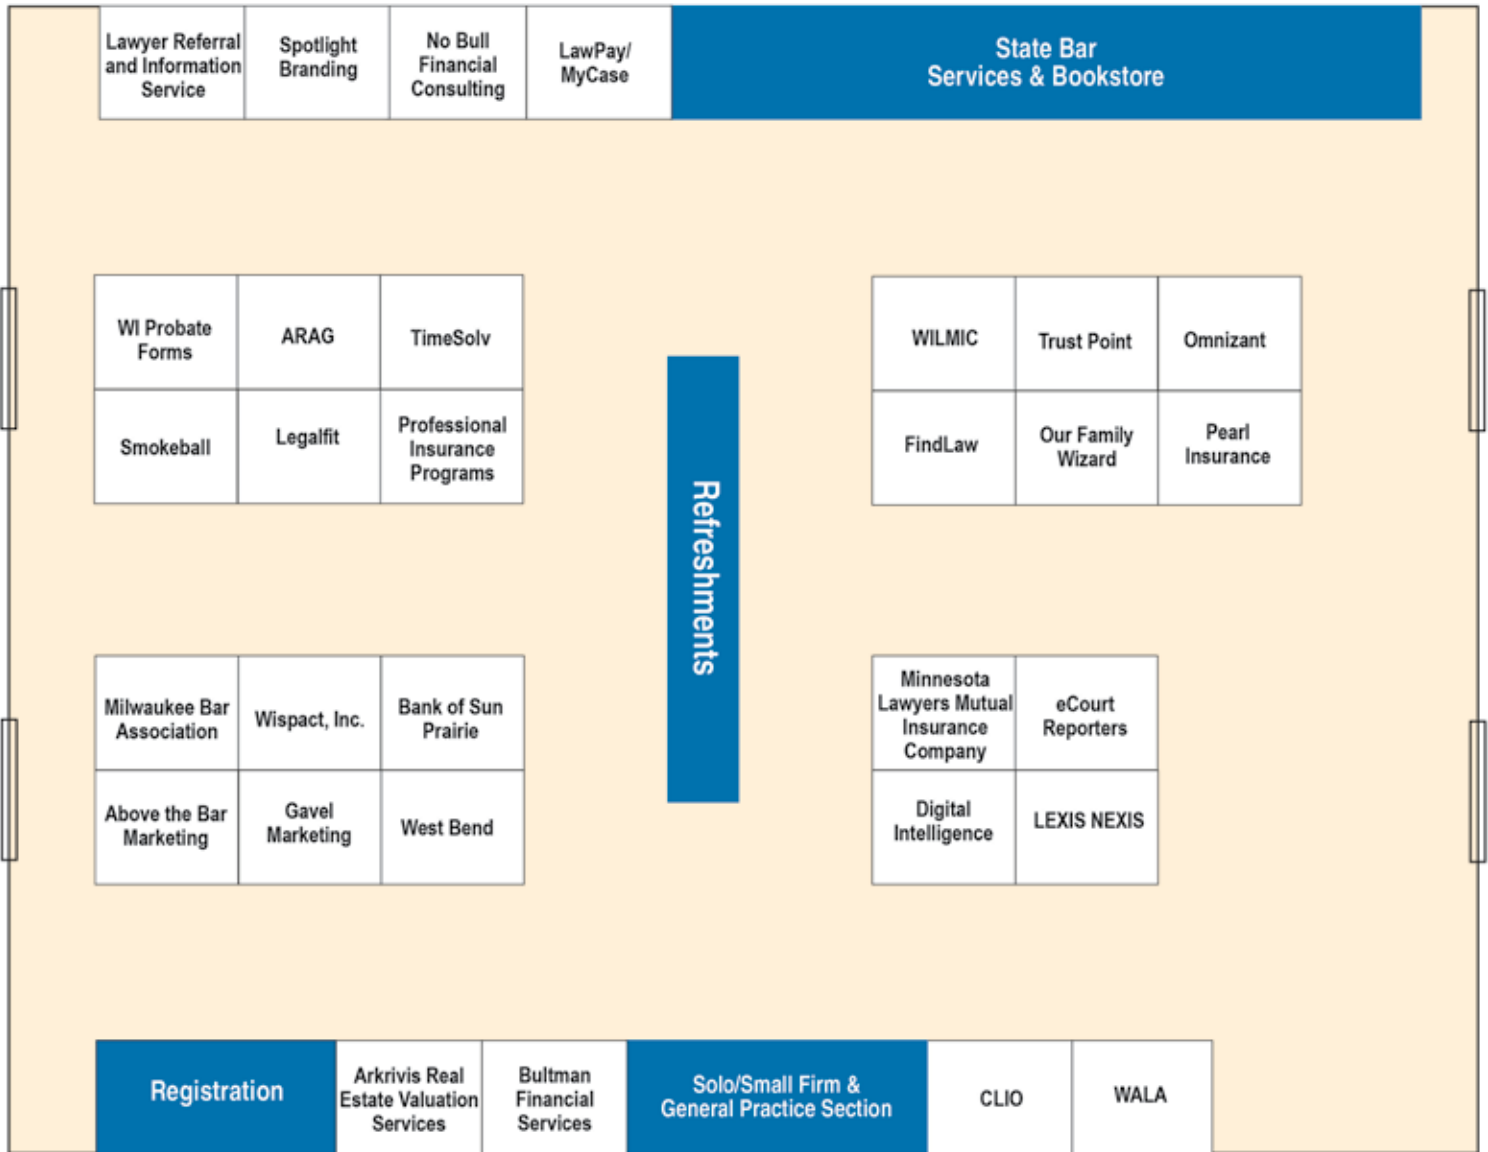 Lawyer Referral
and Information
Service
Spotlight
Branding
No Bull
Financial
Consulting
LawPay/
MyCase
State Bar
Services & Bookstore
WI Probate
Forms
ARAG
TimeSolv
Smokeball
Legalfit
Professional
Insurance
Programs
WILMIC
Trust Point
Omnizant
FindLaw
Our Family
Wizard
Pearl
Insurance
Refreshments
Milwaukee Bar
Association
Wispact, Inc.
Bank of Sun
Prairie
Above the Bar
Marketing
Gavel
Marketing
West Bend
Minnesota
Lawyers Mutual
Insurance
Company
eCourt
Reporters
Digital
Intelligence
LEXIS NEXIS
Registration
Arkrivis Real
Estate Valuation
Services
Bultman
Financial
Services
Solo/Small Firm &
General Practice Section
CLIO
WALA